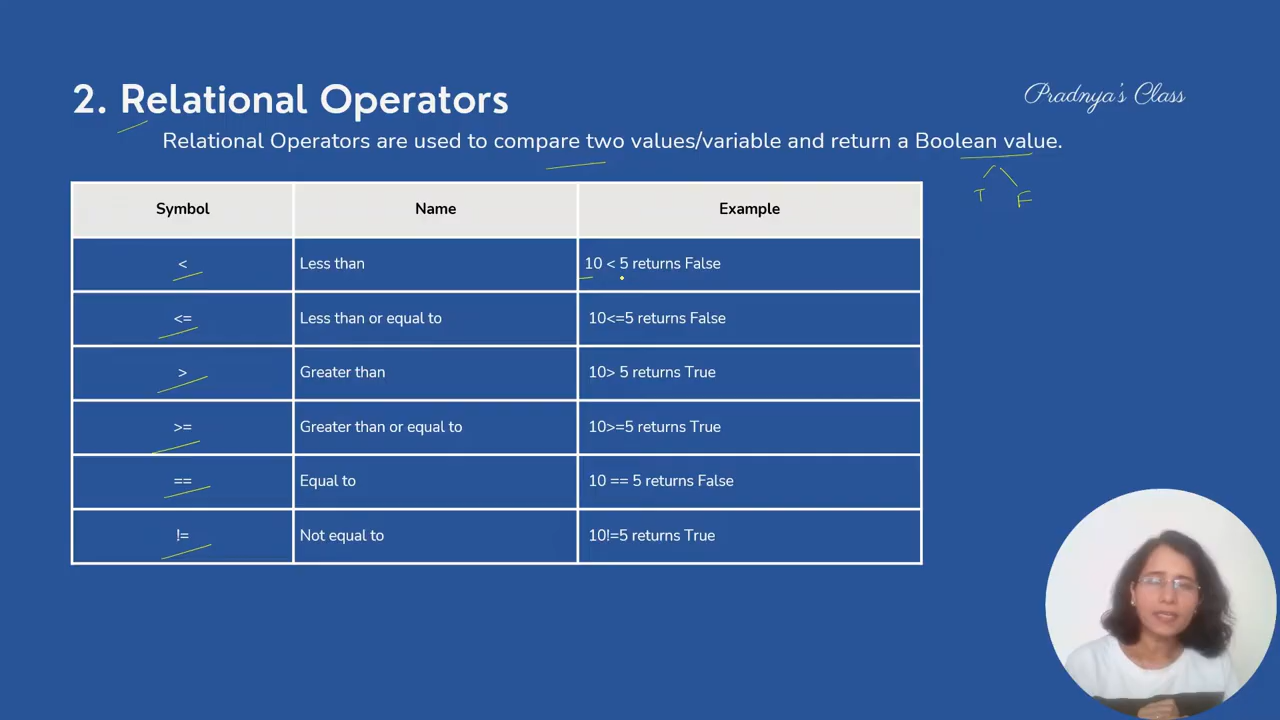 2. Relational Operators
Pradnya's Class
Relational Operators are used to compare two values/variable and return a Boolean value.
T F
Symbol Name Example
< Less than 10 < 5 returns False
<= Less than or equal to 10<=5 returns False
> Greater than 10> 5 returns True
>= Greater than or equal to 10>=5 returns True
== Equal to 10 == 5 returns False
!= Not equal to 10!=5 returns True